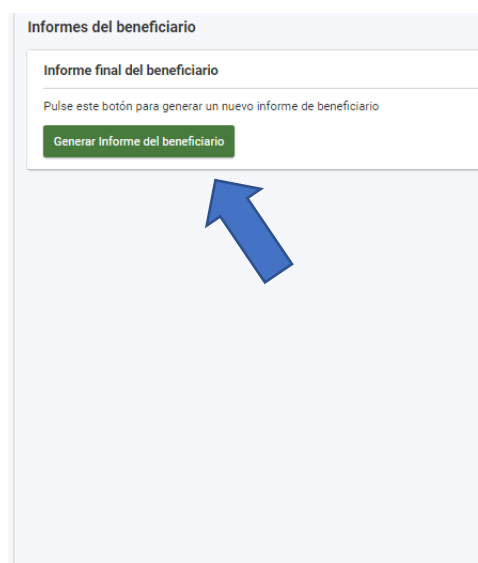 Informes del beneficiario
Informe final del beneficiario
Pulse este botón para generar un nuevo informe de beneficiario
Generar Informe del beneficiario